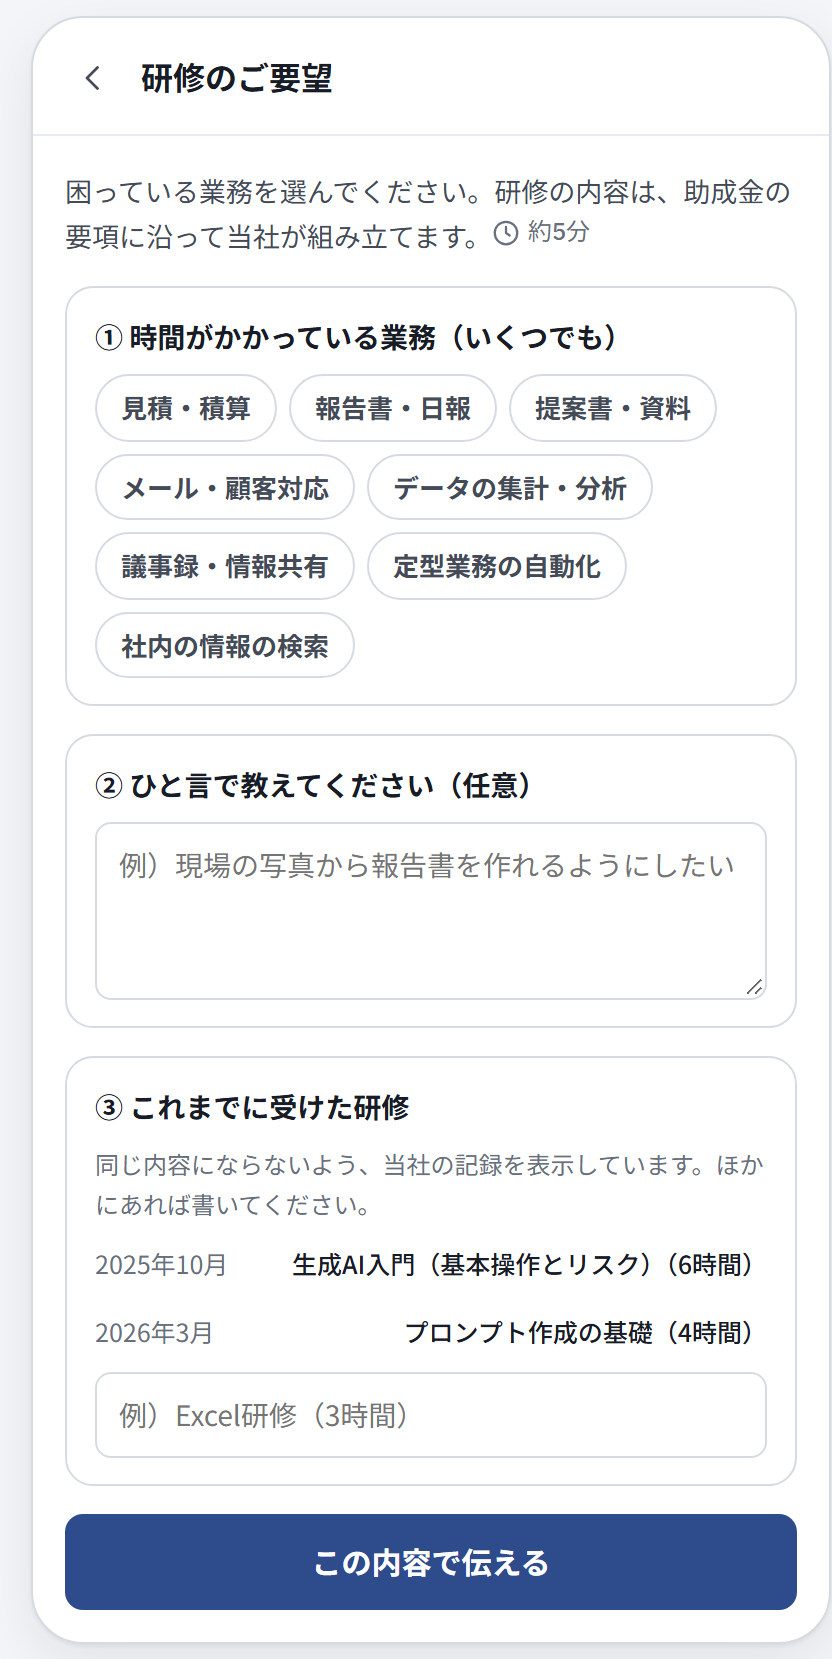 研修のご要望
困っている業務を選んでください。研修の内容は、助成金の
要項に沿って当社が組み立てます。 約5分
① 時間がかかっている業務（いくつでも）
見積・積算 報告書・日報 提案書・資料
メール・顧客対応 データの集計・分析
議事録・情報共有 定型業務の自動化
社内の情報の検索
② ひと言で教えてください（任意）
例）現場の写真から報告書を作れるようにしたい
③ これまでに受けた研修
同じ内容にならないよう、当社の記録を表示しています。ほか
にあれば書いてください。
2025年10月 生成AI入門（基本操作とリスク）（6時間）
2026年3月 プロンプト作成の基礎（4時間）
例）Excel研修（3時間）
この内容で伝える